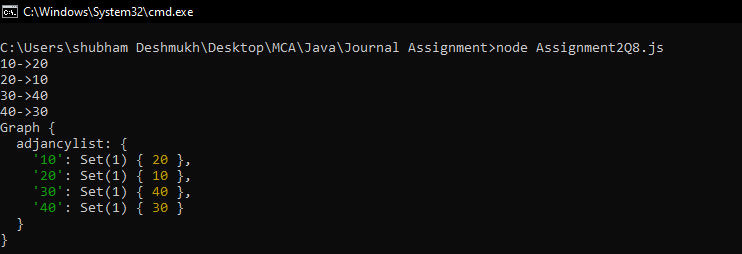 C:\Windows\System32\cmd.exe
C:\Users\shubham Deshmukh\Desktop\MCA\Java\Journal Assignment>node Assignment2Q8.js
10->20
20->10
30->40
40->30
Graph {
  adjancylist: {
    '10': Set(1) { 20 },
    '20': Set(1) { 10 },
    '30': Set(1) { 40 },
    '40': Set(1) { 30 }
  }
}